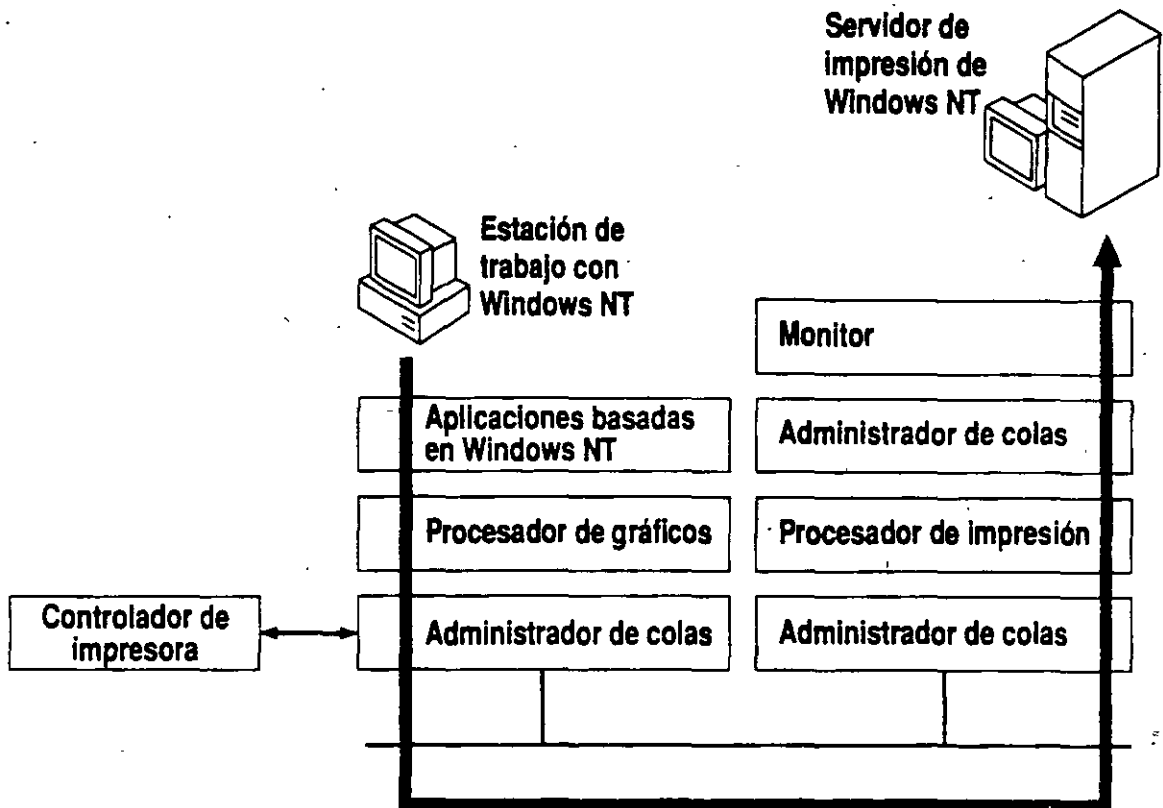 Servidor de
impresión de
Windows NT
Estación de
trabajo con
Windows NT
Monitor
Aplicaciones basadas
en Windows NT
Administrador de colas
Procesador de gráficos
Procesador de impresión
Controlador de
impresora
Administrador de colas
Administrador de colas